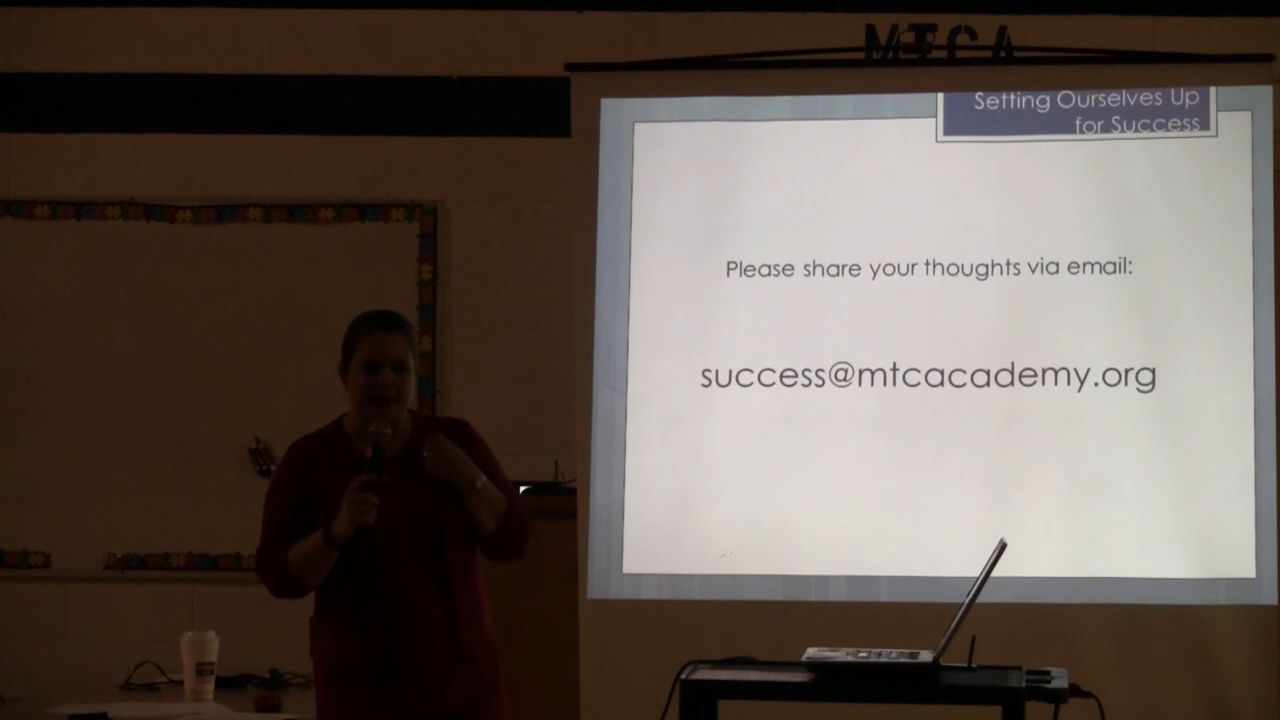 MTCA
Setting Ourselves Up
for Success
Please share your thoughts via email:
success@mtcacademy.org